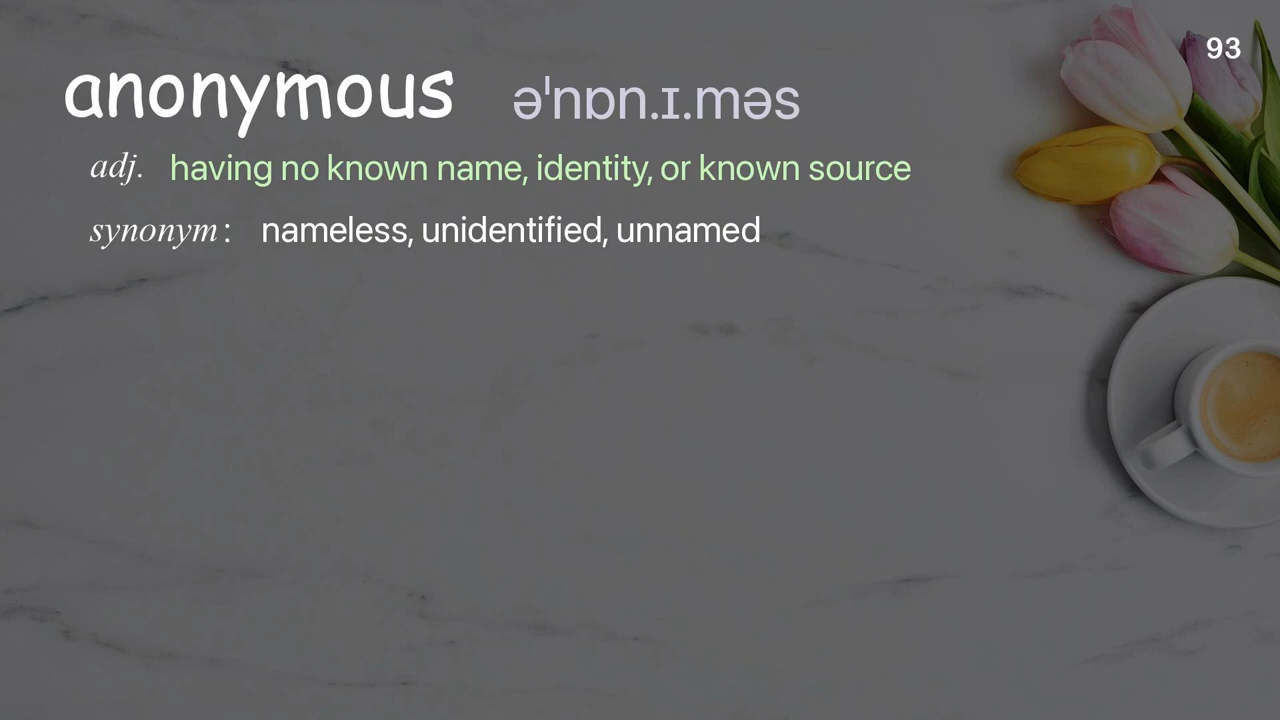 93
anonymous əˈnɒn.ɪ.məs
adj. having no known name, identity, or known source
synonym: nameless, unidentified, unnamed